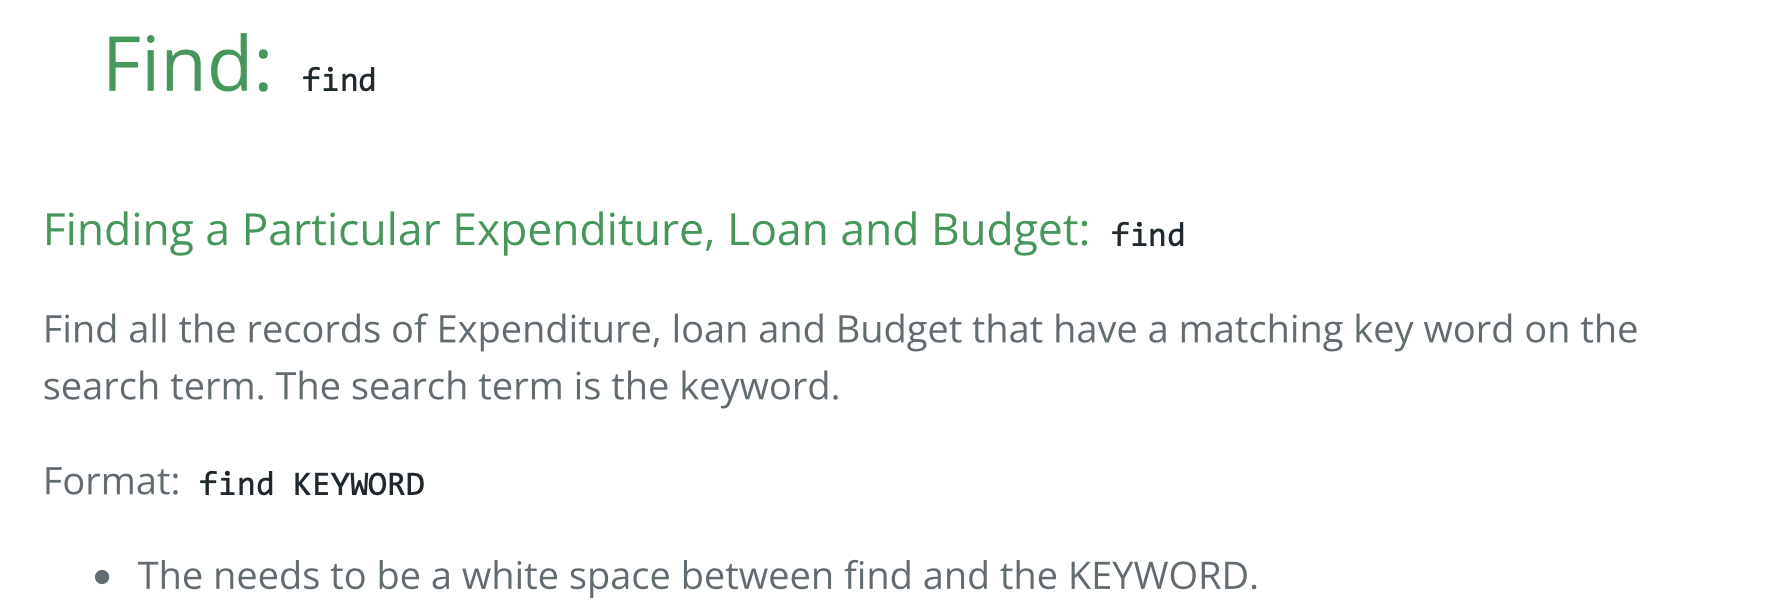 Find: find
Finding a Particular Expenditure, Loan and Budget: find
Find all the records of Expenditure, loan and Budget that have a matching key word on the
search term. The search term is the keyword.
Format: find KEYWORD
• The needs to be a white space between find and the KEYWORD.